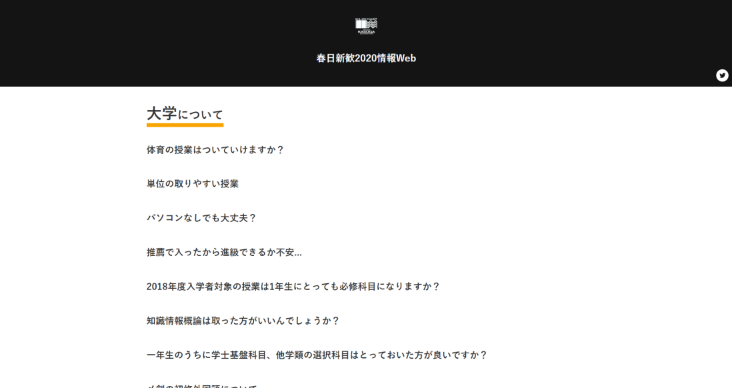 春日新歓2020情報Web
大学について
体育の授業はついていけますか？
単位の取りやすい授業
パソコンなしでも大丈夫？
推薦で入ったから進級できるか不安...
2018年度入学者対象の授業は1年生にとっても必修科目になりますか？
知識情報概論は取った方がいいんでしょうか？
一年生のうちに学士基盤科目、他学類の選択科目はとっておいた方が良いですか？